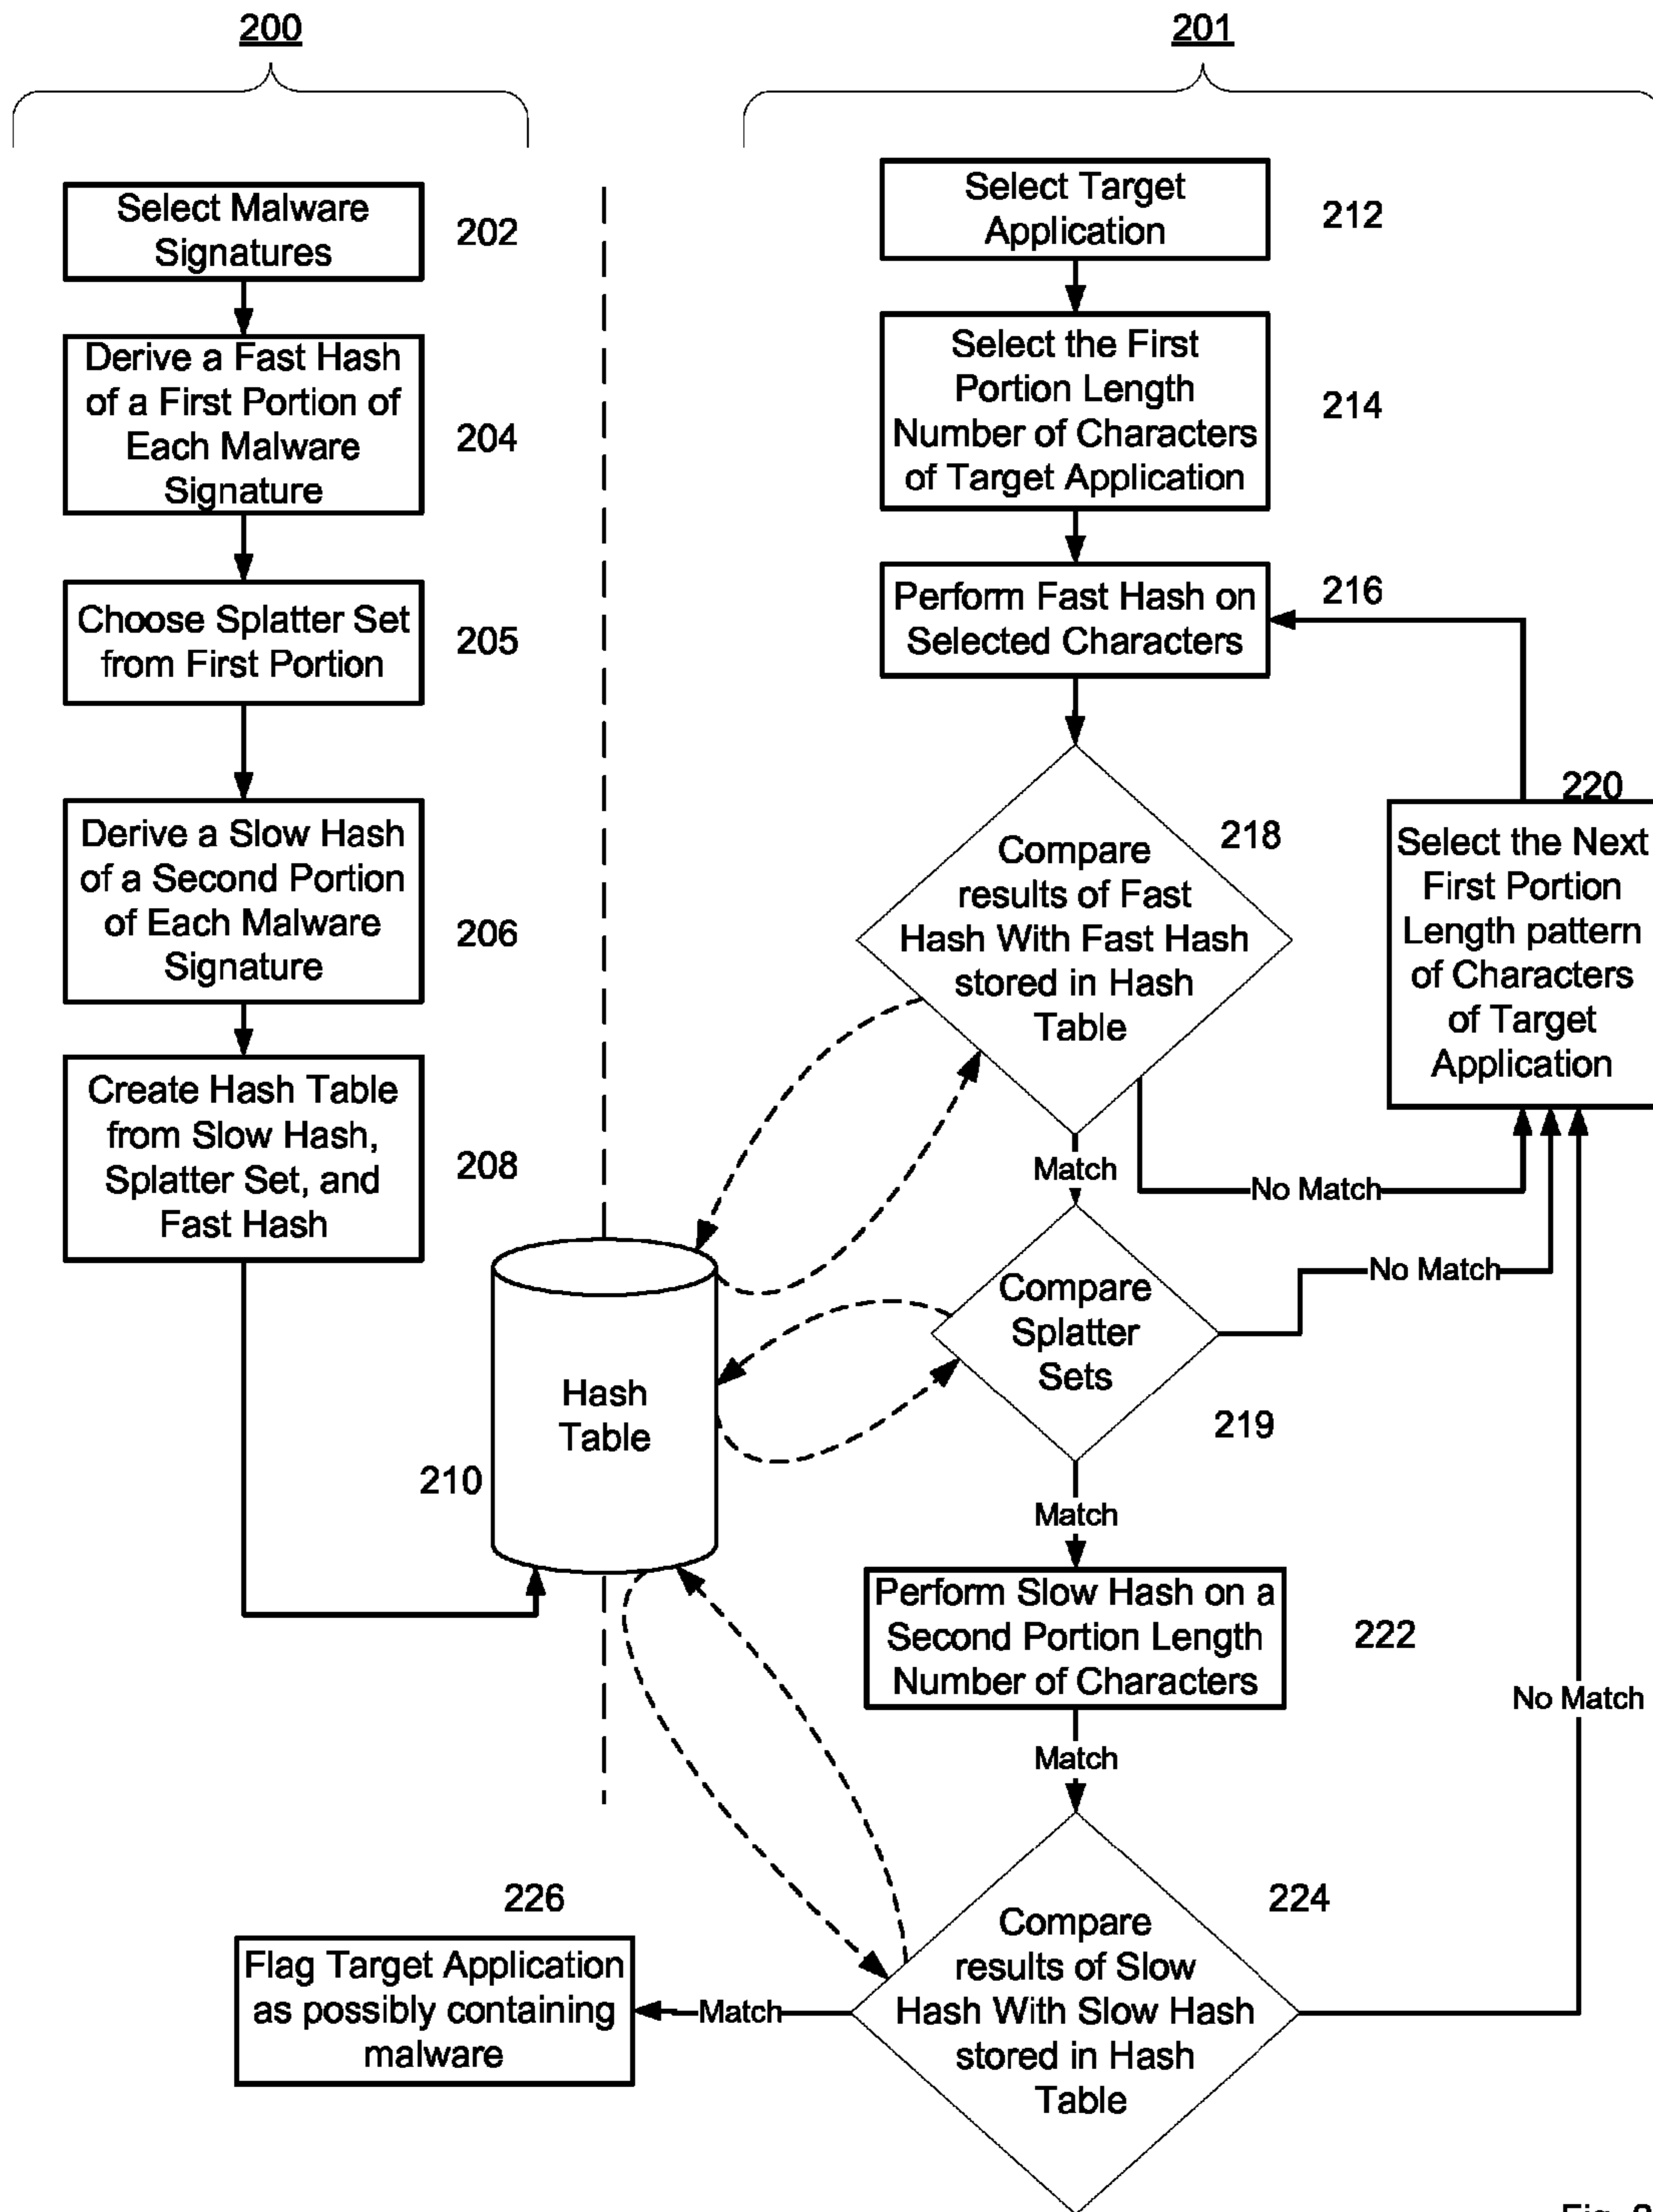 200
Select Malware
Signatures
202
Derive a Fast Hash
of a First Portion of
Each Malware
Signature
204
Choose Splatter Set
from First Portion
205
Derive a Slow Hash
of a Second Portion
of Each Malware
Signature
206
Create Hash Table
from Slow Hash,
Splatter Set, and
Fast Hash
208
Hash
Table
210
201
Select Target
Application
212
Select the First
Portion Length
Number of Characters
of Target Application
214
Perform Fast Hash on
Selected Characters
216
Compare
results of Fast
Hash With Fast Hash
stored in Hash
Table
218
220
Select the Next
First Portion
Length pattern
of Characters
of Target
Application
Match
No Match
Compare
Splatter
Sets
219
No Match
Match
Perform Slow Hash on a
Second Portion Length
Number of Characters
222
Match
No Match
Compare
results of Slow
Hash With Slow Hash
stored in Hash
Table
224
Match
226
Flag Target Application
as possibly containing
malware